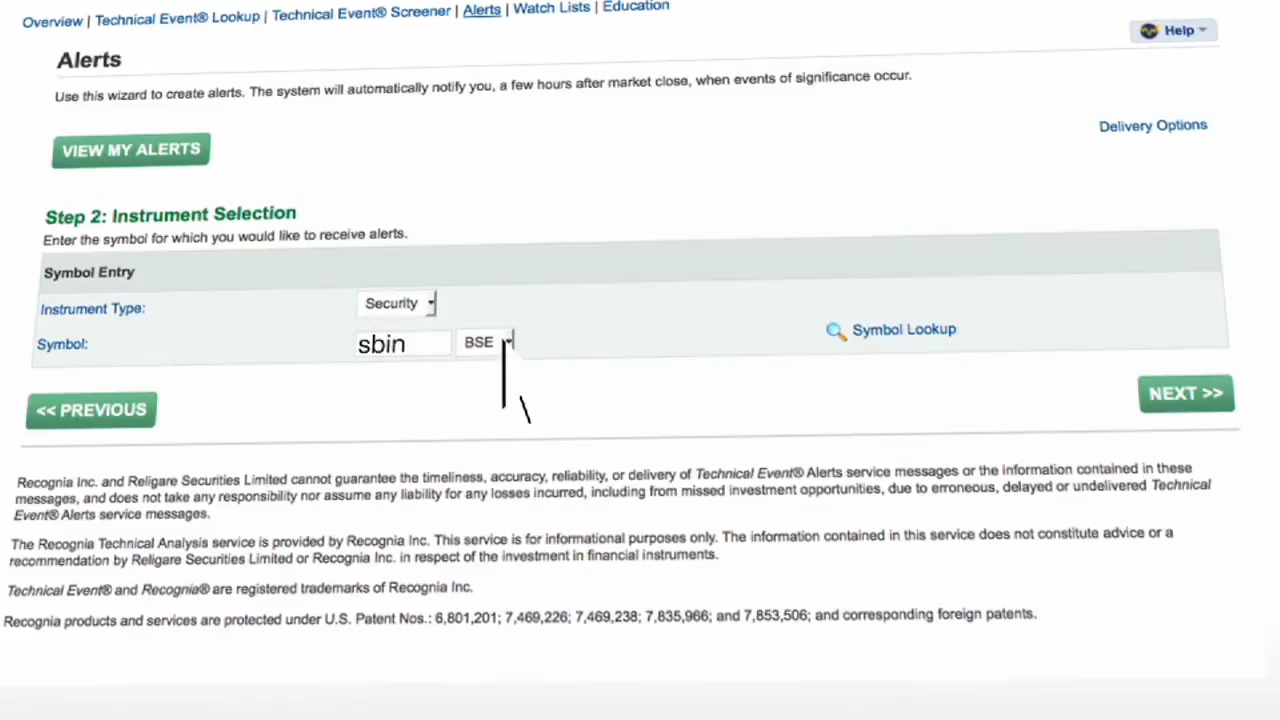 Overview | Technical Event® Lookup | Technical Event® Screener | Alerts | Watch Lists | Education
Help
Alerts
Use this wizard to create alerts. The system will automatically notify you, a few hours after market close, when events of significance occur.
Delivery Options
VIEW MY ALERTS
Step 2: Instrument Selection
Enter the symbol for which you would like to receive alerts.
Symbol Entry
Instrument Type: Security
Symbol: sbin BSE Symbol Lookup
<< PREVIOUS NEXT >>
Recognia Inc. and Religare Securities Limited cannot guarantee the timeliness, accuracy, reliability, or delivery of Technical Event® Alerts service messages or the information contained in these
messages, and does not take any responsibility nor assume any liability for any losses incurred, including from missed investment opportunities, due to erroneous, delayed or undelivered Technical
Event® Alerts service messages.
The Recognia Technical Analysis service is provided by Recognia Inc. This service is for informational purposes only. The information contained in this service does not constitute advice or a
recommendation by Religare Securities Limited or Recognia Inc. in respect of the investment in financial instruments.
Technical Event® and Recognia® are registered trademarks of Recognia Inc.
Recognia products and services are protected under U.S. Patent Nos.: 6,801,201; 7,469,226; 7,469,238; 7,835,966; and 7,853,506; and corresponding foreign patents.